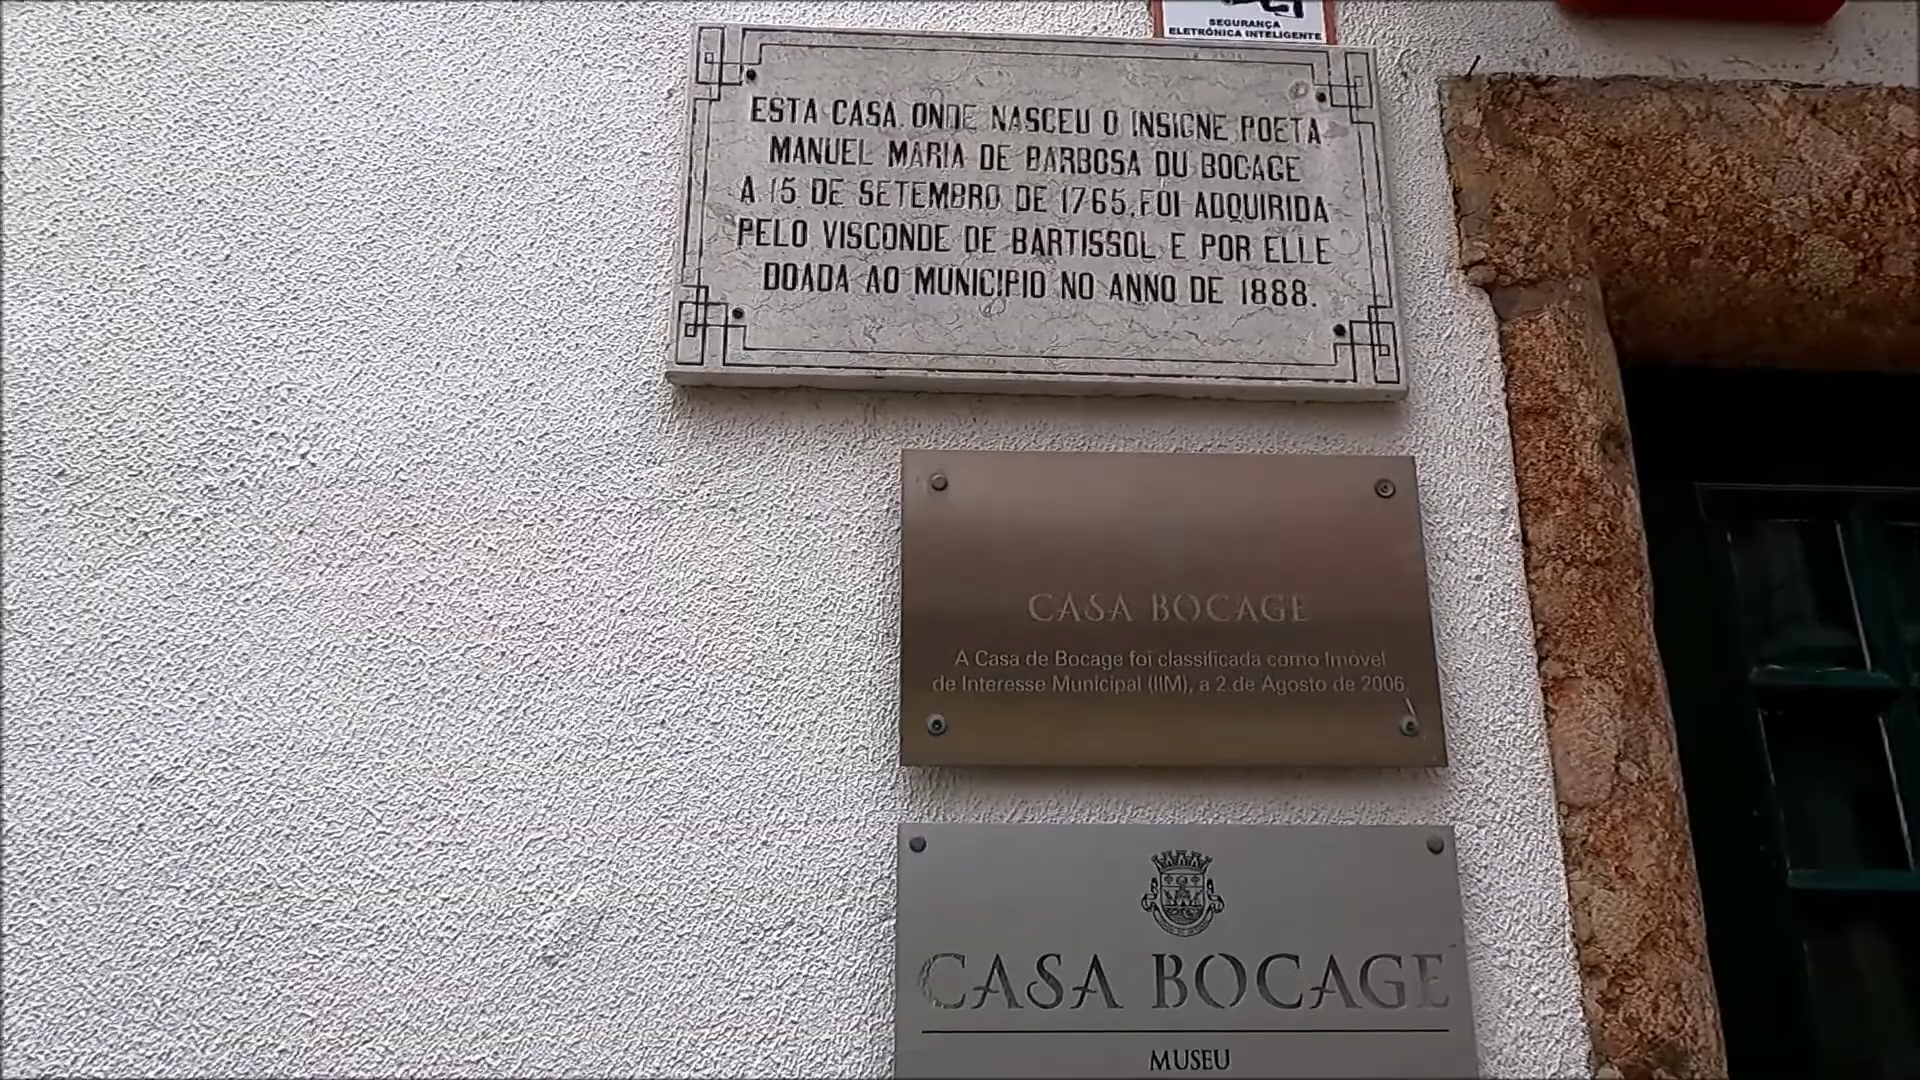 SEGURANÇA
ELETRÓNICA INTELIGENTE
ESTA CASA, ONDE NASCEU O INSIGNE POETA
MANUEL MARIA DE BARBOSA DU BOCAGE
A 15 DE SETEMBRO DE 1765, FOI ADQUIRIDA
PELO VISCONDE DE BARTISSOL E POR ELLE
DOADA AO MUNICIPIO NO ANNO DE 1888.
CASA BOCAGE
A Casa de Bocage foi classificada como Imóvel
de Interesse Municipal (IIM), a 2 de Agosto de 2006
CASA BOCAGE
MUSEU